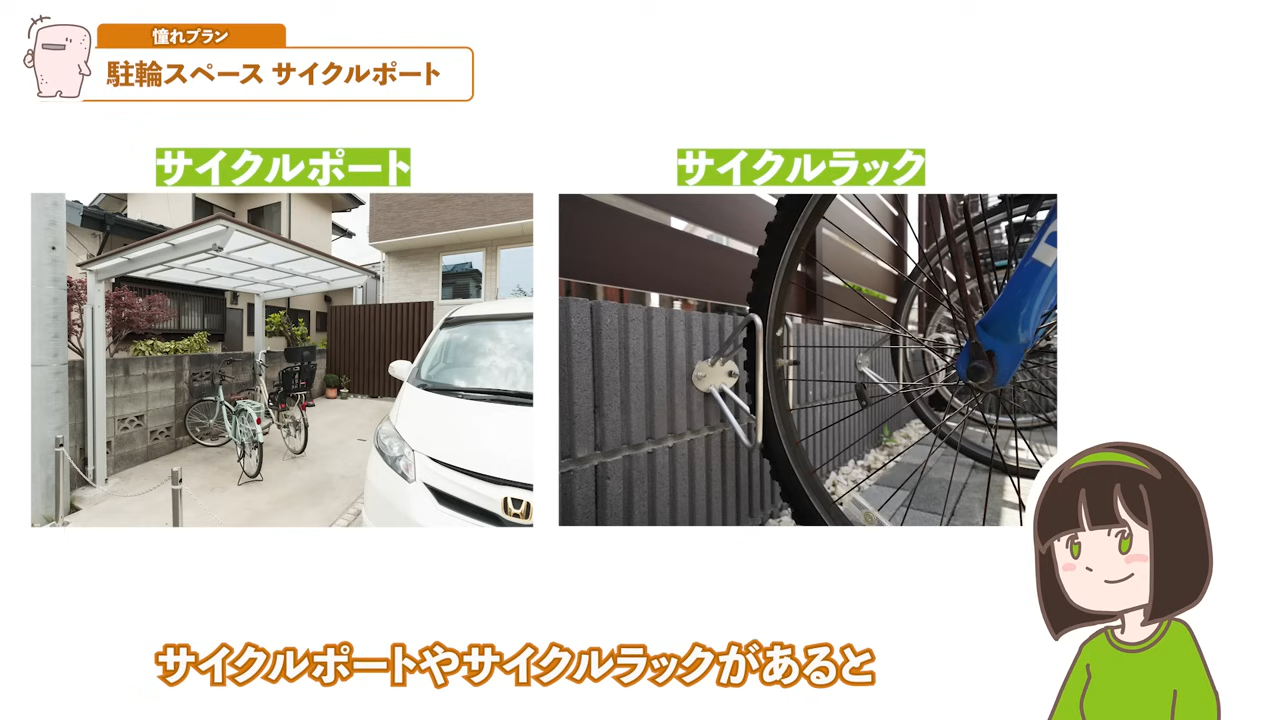 憧れプラン
駐輪スペース サイクルポート
サイクルポート
サイクルラック
サイクルポートやサイクルラックがあると